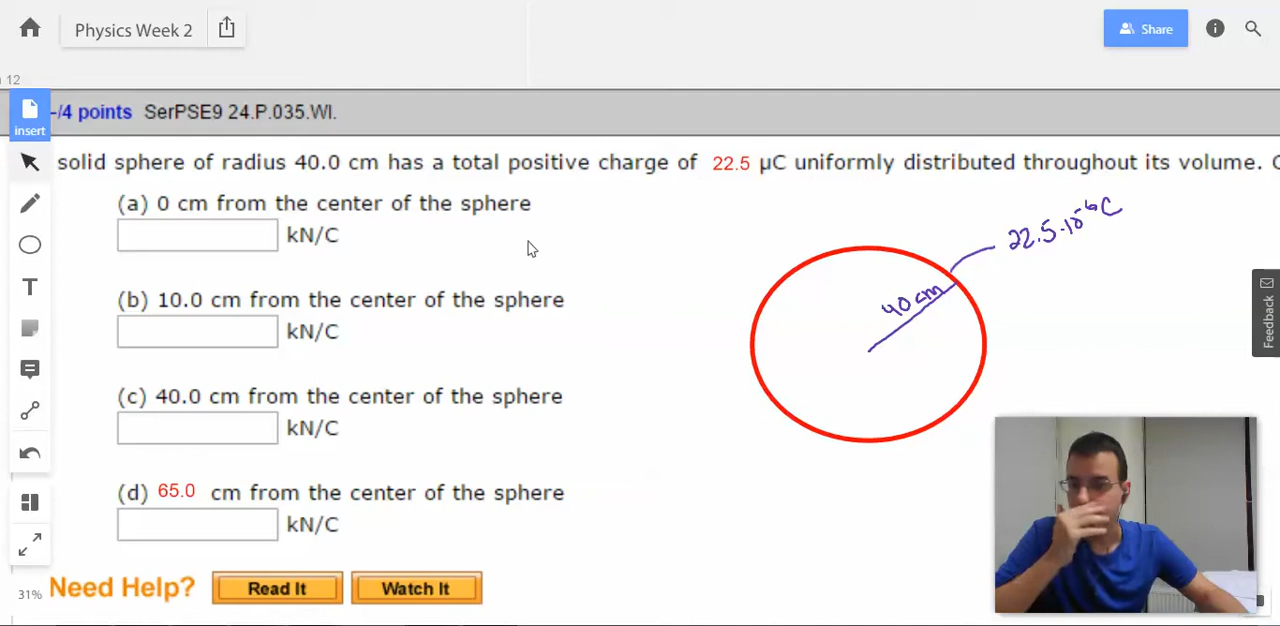 Physics Week 2
Share
12
insert
-/4 points SerPSE9 24.P.035.WI.
solid sphere of radius 40.0 cm has a total positive charge of 22.5 µC uniformly distributed throughout its volume.
(a) 0 cm from the center of the sphere
kN/C
22.5·10⁻⁶C
40 cm
(b) 10.0 cm from the center of the sphere
kN/C
(c) 40.0 cm from the center of the sphere
kN/C
(d) 65.0 cm from the center of the sphere
kN/C
Need Help? Read It Watch It
31%
T
Feedback